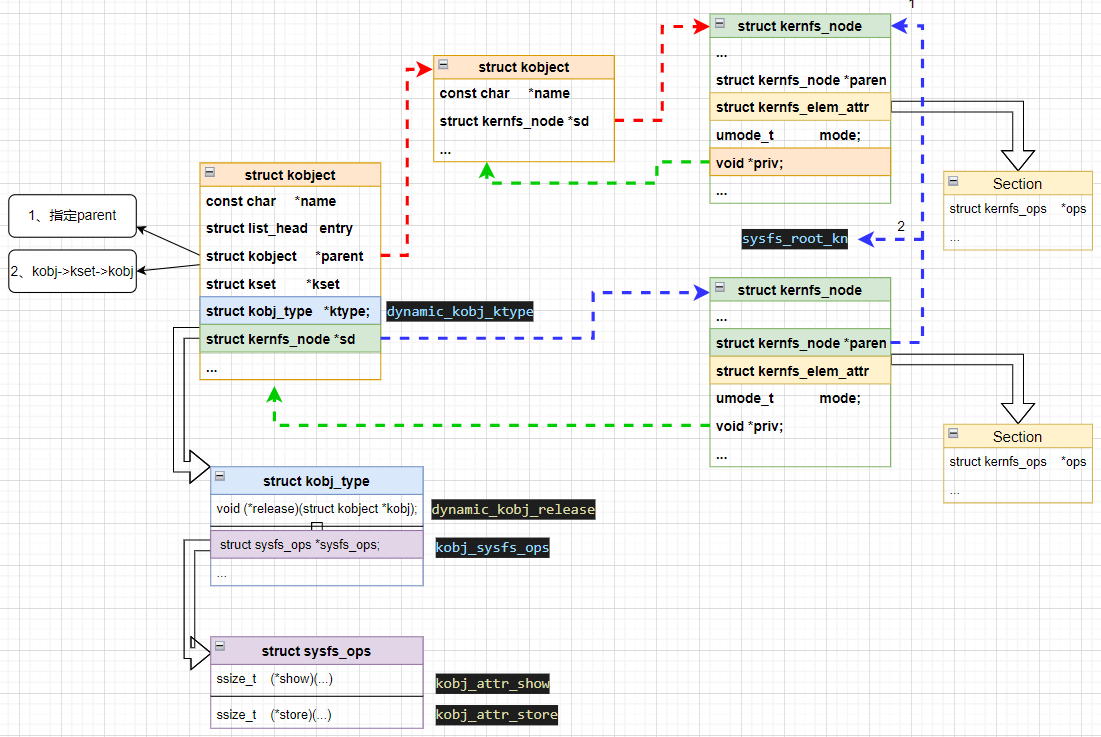 1
struct kernfs_node
...
struct kernfs_node *paren
struct kernfs_elem_attr
umode_t mode;
void *priv;
...
struct kobject
const char *name
struct kernfs_node *sd
...
Section
struct kernfs_ops *ops
...
struct kobject
const char *name
struct list_head entry
struct kobject *parent
struct kset *kset
struct kobj_type *ktype;
struct kernfs_node *sd
...
1、指定parent
2、kobj->kset->kobj
dynamic_kobj_ktype
sysfs_root_kn
2
struct kernfs_node
...
struct kernfs_node *paren
struct kernfs_elem_attr
umode_t mode;
void *priv;
...
Section
struct kernfs_ops *ops
...
struct kobj_type
void (*release)(struct kobject *kobj);
dynamic_kobj_release
struct sysfs_ops *sysfs_ops;
kobj_sysfs_ops
...
struct sysfs_ops
ssize_t (*show)(...)
kobj_attr_show
ssize_t (*store)(...)
kobj_attr_store